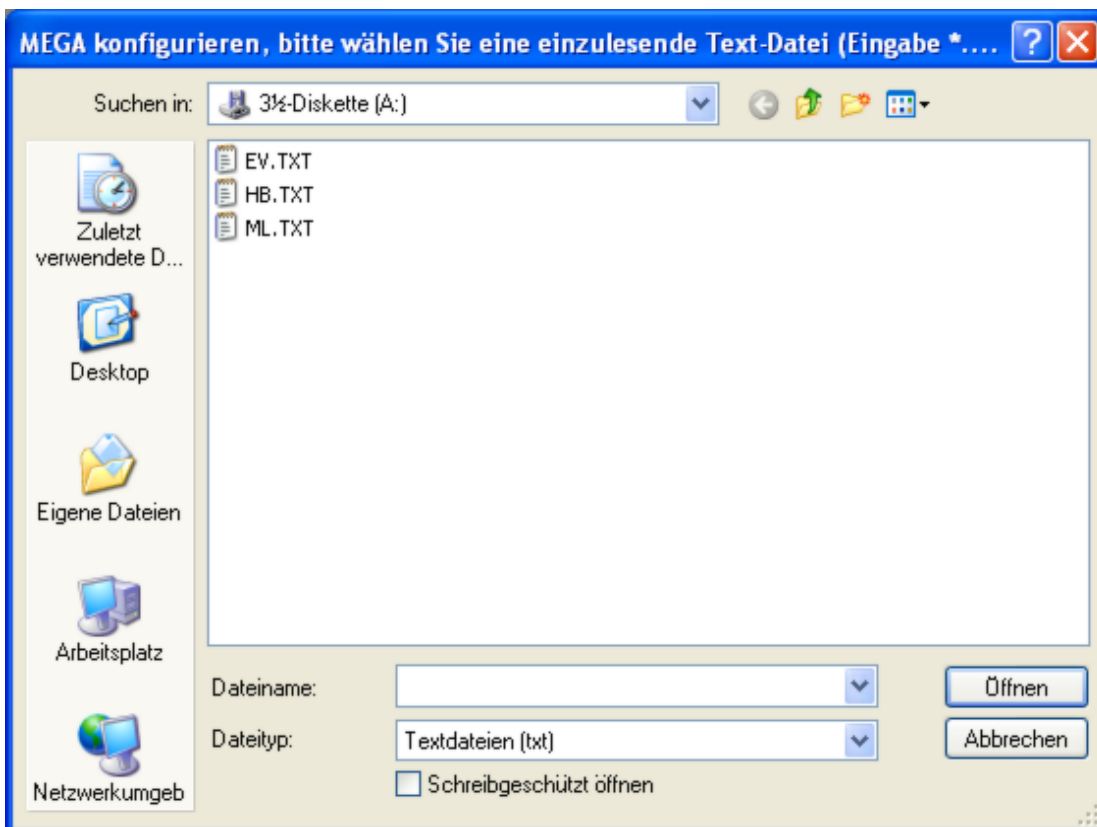 MEGA konfigurieren, bitte wählen Sie eine einzulesende Text-Datei (Eingabe *....
Suchen in:
3½-Diskette (A:)
EV.TXT
HB.TXT
ML.TXT
Zuletzt
verwendete D...
Desktop
Eigene Dateien
Arbeitsplatz
Netzwerkumgeb
Dateiname:
Öffnen
Dateityp:
Textdateien (txt)
Abbrechen
Schreibgeschützt öffnen